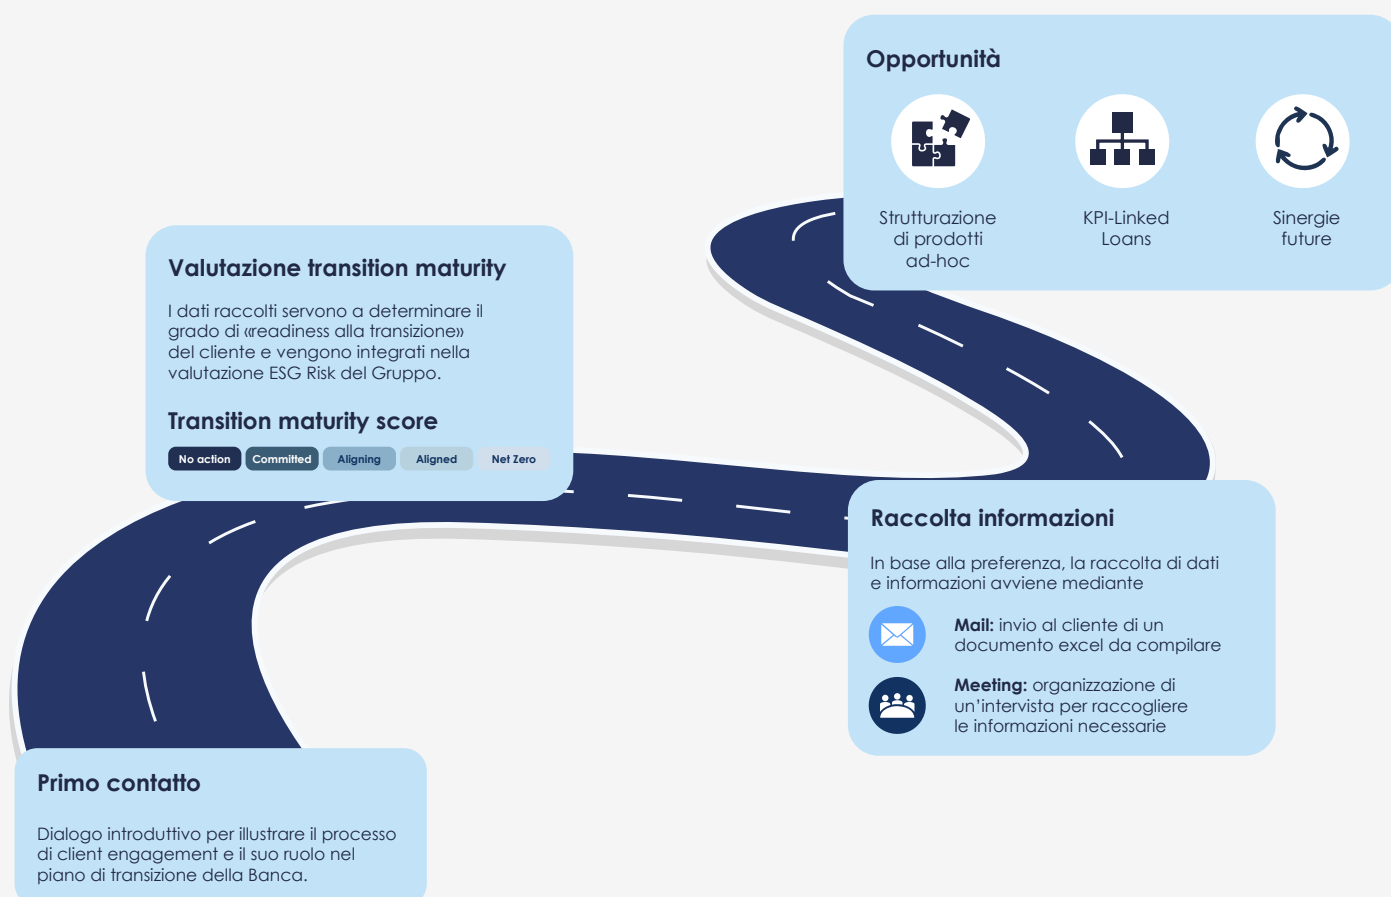 Opportunità
Strutturazione
di prodotti
ad-hoc
KPI-Linked
Loans
Sinergie
future
Valutazione transition maturity
I dati raccolti servono a determinare il
grado di «readiness alla transizione»
del cliente e vengono integrati nella
valutazione ESG Risk del Gruppo.
Transition maturity score
No action Committed Aligning Aligned Net Zero
Raccolta informazioni
In base alla preferenza, la raccolta di dati
e informazioni avviene mediante
Mail: invio al cliente di un
documento excel da compilare
Meeting: organizzazione di
un'intervista per raccogliere
le informazioni necessarie
Primo contatto
Dialogo introduttivo per illustrare il processo
di client engagement e il suo ruolo nel
piano di transizione della Banca.